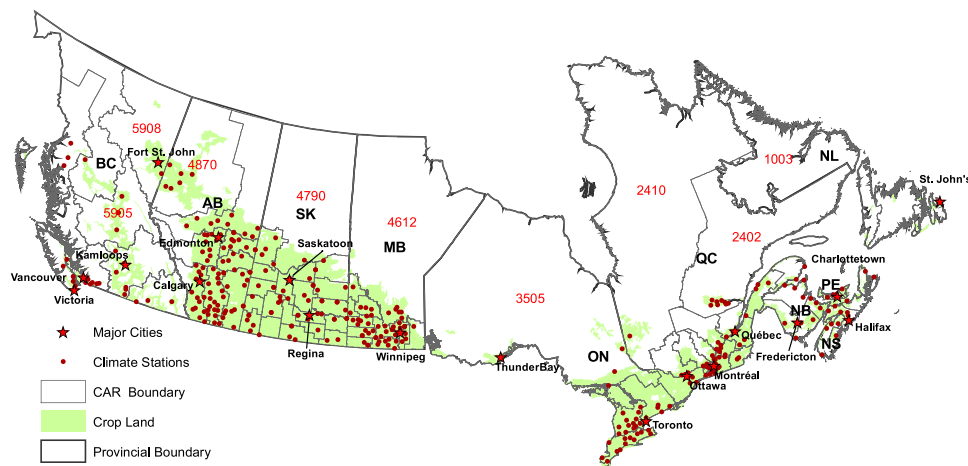 5908
Fort St. John
4870
BC
5905
AB
4790
SK
Saskatoon
4612
MB
Edmonton
Kamloops
Vancouver
Victoria
Calgary
Regina
Winnipeg
3505
ThunderBay
ON
2410
1003
NL
St. John's
2402
QC
Charlottetown
PE
NB
Halifax
NS
Québec
Fredericton
Montréal
Ottawa
Toronto
Major Cities
Climate Stations
CAR Boundary
Crop Land
Provincial Boundary